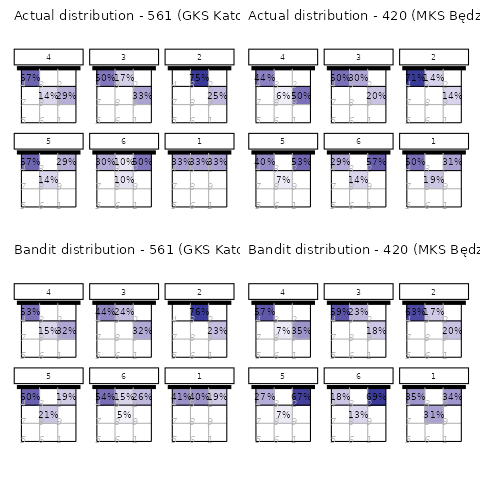 Actual distribution - 561 (GKS Katc
Actual distribution - 420 (MKS Będz
4 3 2
4 3 2
57% 50% 17% 75%
44% 50% 30% 71% 14%
14% 29% 33% 25%
6% 50% 20% 14%
5 6 1
5 6 1
57% 29% 30% 10% 50% 33% 33% 33%
40% 53% 29% 57% 50% 31%
14% 10%
7% 14% 19%
Bandit distribution - 561 (GKS Katc
Bandit distribution - 420 (MKS Będz
4 3 2
4 3 2
53% 44% 24% 76%
57% 59% 23% 63% 17%
15% 32% 32% 23%
7% 35% 18% 20%
5 6 1
5 6 1
60% 19% 54% 15% 26% 41% 40% 19%
27% 67% 18% 69% 35% 34%
21% 5%
7% 13% 31%